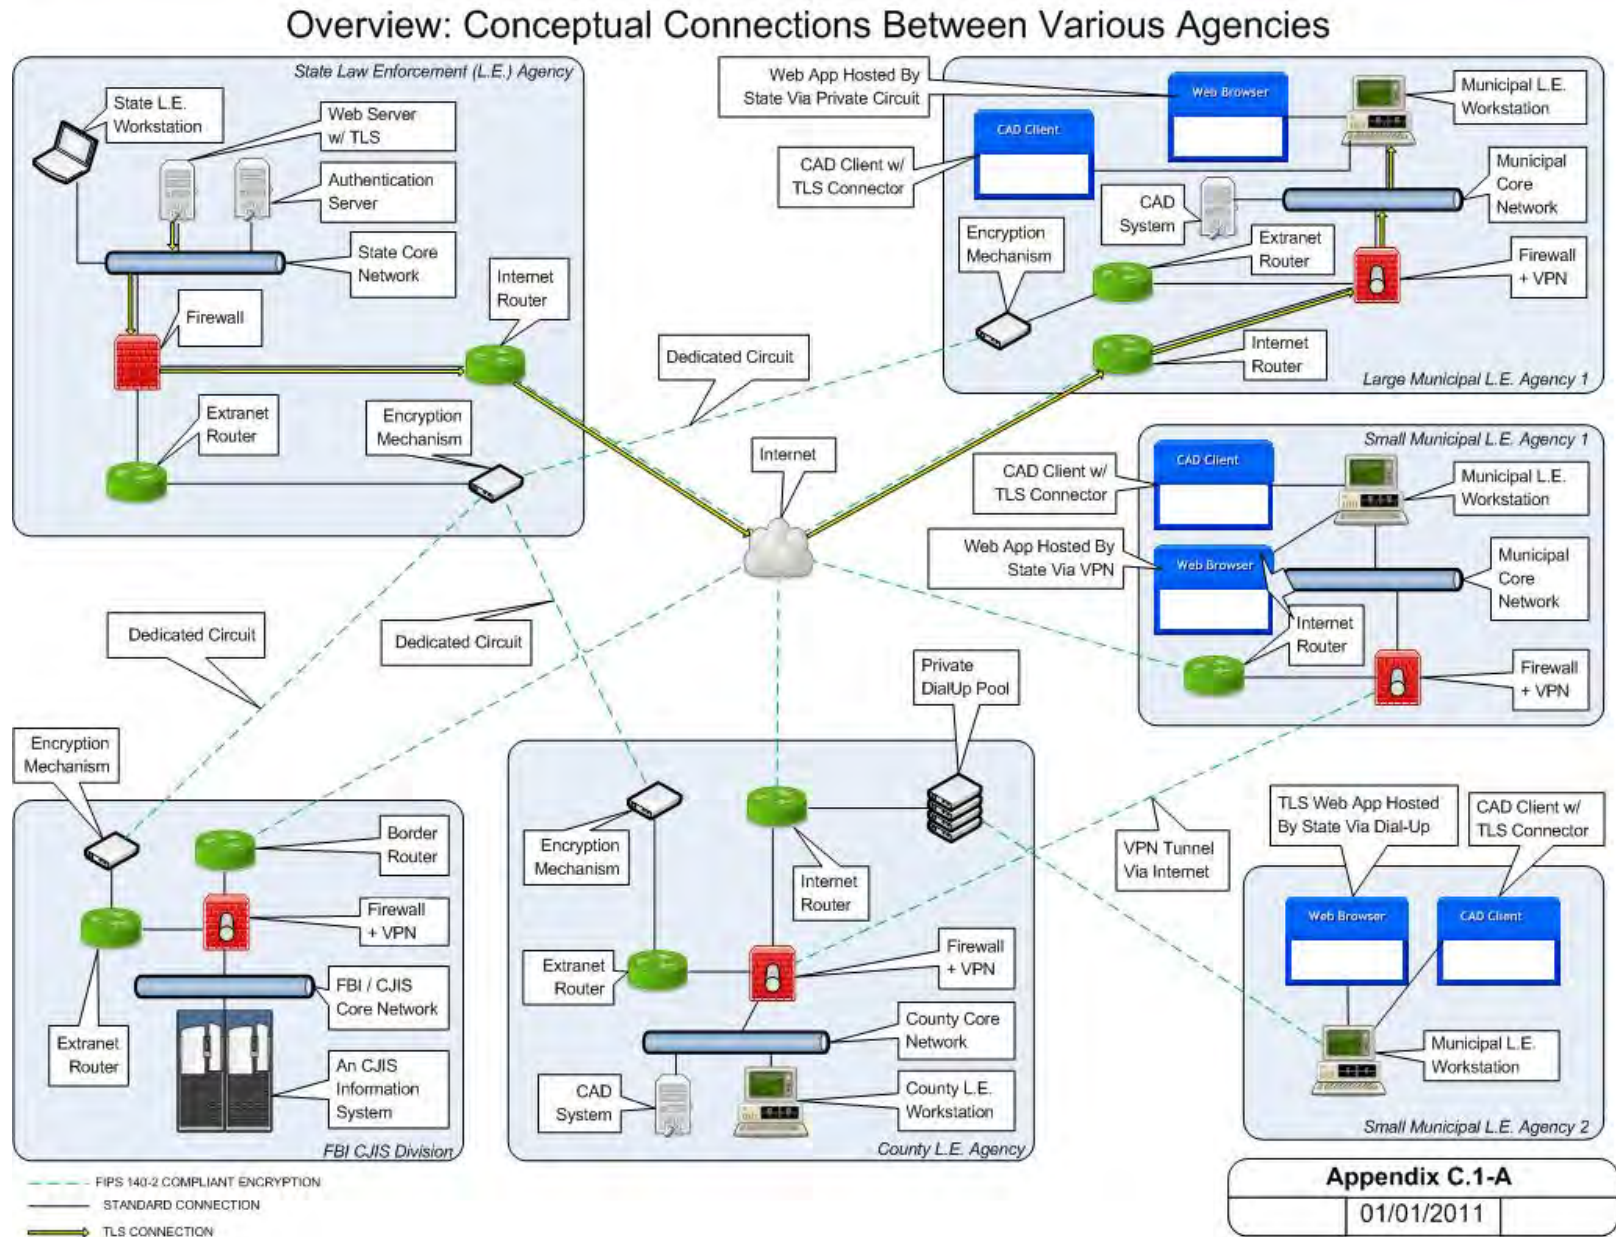 Overview: Conceptual Connections Between Various Agencies
State Law Enforcement (L.E.) Agency
State L.E.
Workstation
Web Server
w/ TLS
Authentication
Server
State Core
Network
Internet
Router
Firewall
Extranet
Router
Encryption
Mechanism
Dedicated Circuit
Internet
Web App Hosted By
State Via Private Circuit
Web Browser
Municipal L.E.
Workstation
CAD Client
CAD Client w/
TLS Connector
Municipal
Core
Network
CAD
System
Encryption
Mechanism
Extranet
Router
Firewall
+ VPN
Internet
Router
Large Municipal L.E. Agency 1
Small Municipal L.E. Agency 1
CAD Client w/
TLS Connector
CAD Client
Municipal L.E.
Workstation
Web App Hosted By
State Via VPN
Web Browser
Municipal
Core
Network
Internet
Router
Firewall
+ VPN
Dedicated Circuit
Dedicated Circuit
Private
DialUp Pool
Encryption
Mechanism
Border
Router
Firewall
+ VPN
FBI / CJIS
Core Network
Extranet
Router
An CJIS
Information
System
FBI CJIS Division
Encryption
Mechanism
Internet
Router
Extranet
Router
Firewall
+ VPN
County Core
Network
CAD
System
County L.E.
Workstation
County L.E. Agency
VPN Tunnel
Via Internet
TLS Web App Hosted
By State Via Dial-Up
CAD Client w/
TLS Connector
Web Browser
CAD Client
Municipal L.E.
Workstation
Small Municipal L.E. Agency 2
FIPS 140-2 COMPLIANT ENCRYPTION
STANDARD CONNECTION
TLS CONNECTION
Appendix C.1-A
01/01/2011